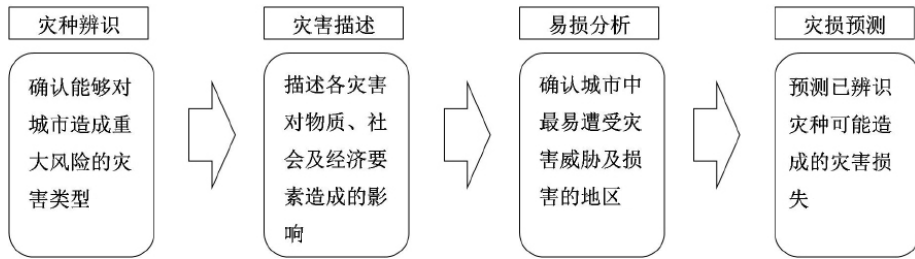 灾种辨识
确认能够对
城市造成重
大风险的灾
害类型
灾害描述
描述各灾害
对物质、社
会及经济要
素造成的影
响
易损分析
确认城市中
最易遭受灾
害威胁及损
害的地区
灾损预测
预测已辨识
灾种可能造
成的灾害损
失